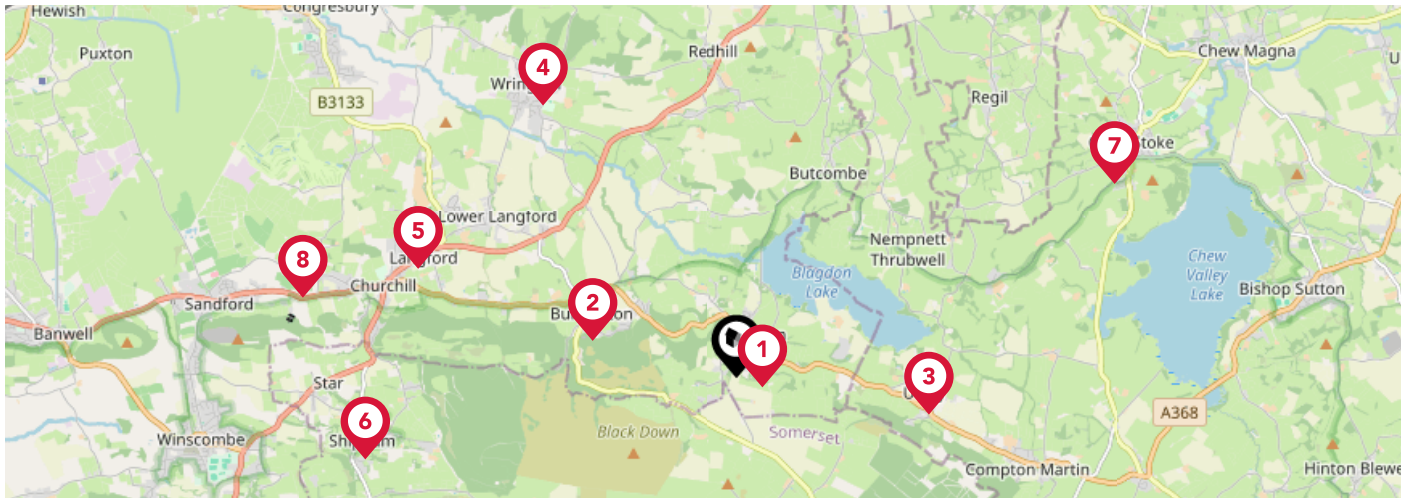 Hewish
Congresbury
Puxton
Redhill
Chew Magna
4
B3133
Regil
7
Butcombe
Lower Langford
5
Langford
Nempnett
Thrubwell
8
Blagdon
Lake
Chew
Valley
Lake
Churchill
Sandford
2
Bishop Sutton
Banwell
1
3
Star
6
A368
Black Down
Somerset
Winscombe
Compton Martin